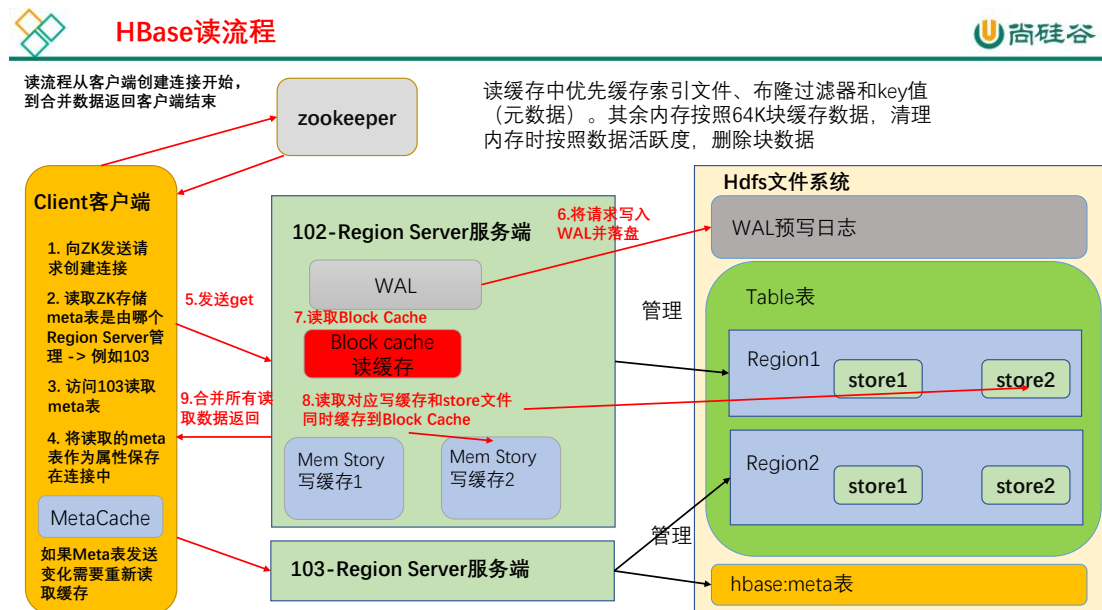 HBase读流程
尚硅谷
读流程从客户端创建连接开始，
到合并数据返回客户端结束
zookeeper
读缓存中优先缓存索引文件、布隆过滤器和key值
（元数据）。其余内存按照64K块缓存数据，清理
内存时按照数据活跃度，删除块数据
Client客户端
1. 向ZK发送请
求创建连接
2. 读取ZK存储
meta表是由哪个
Region Server管
理 -> 例如103
3. 访问103读取
meta表
4. 将读取的meta
表作为属性保存
在连接中
MetaCache
如果Meta表发送
变化需要重新读
取缓存
5.发送get
9.合并所有读
取数据返回
102-Region Server服务端
WAL
7.读取Block Cache
Block cache
读缓存
8.读取对应写缓存和store文件
同时缓存到Block Cache
Mem Story
写缓存1
Mem Story
写缓存2
103-Region Server服务端
6.将请求写入
WAL并落盘
管理
管理
Hdfs文件系统
WAL预写日志
Table表
Region1
store1
store2
Region2
store1
store2
hbase:meta表